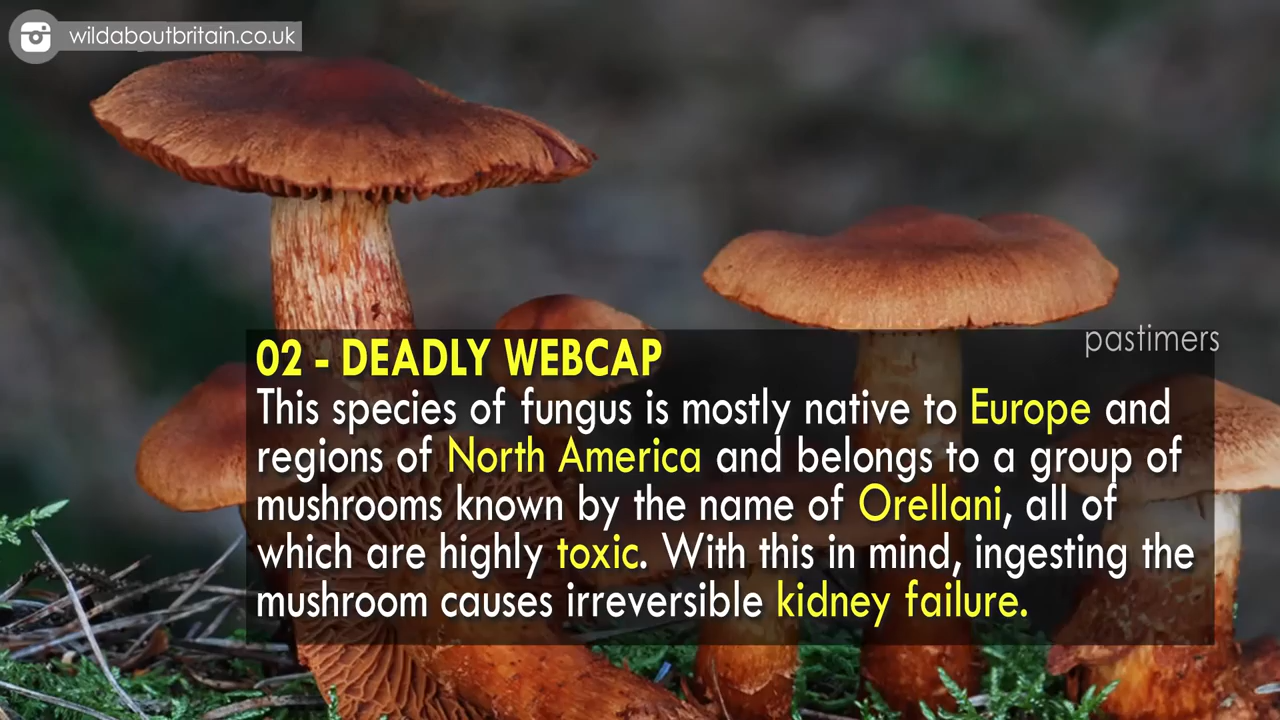 wildaboutbritain.co.uk
pastimers
02 - DEADLY WEBCAP
This species of fungus is mostly native to Europe and
regions of North America and belongs to a group of
mushrooms known by the name of Orellani, all of
which are highly toxic. With this in mind, ingesting the
mushroom causes irreversible kidney failure.